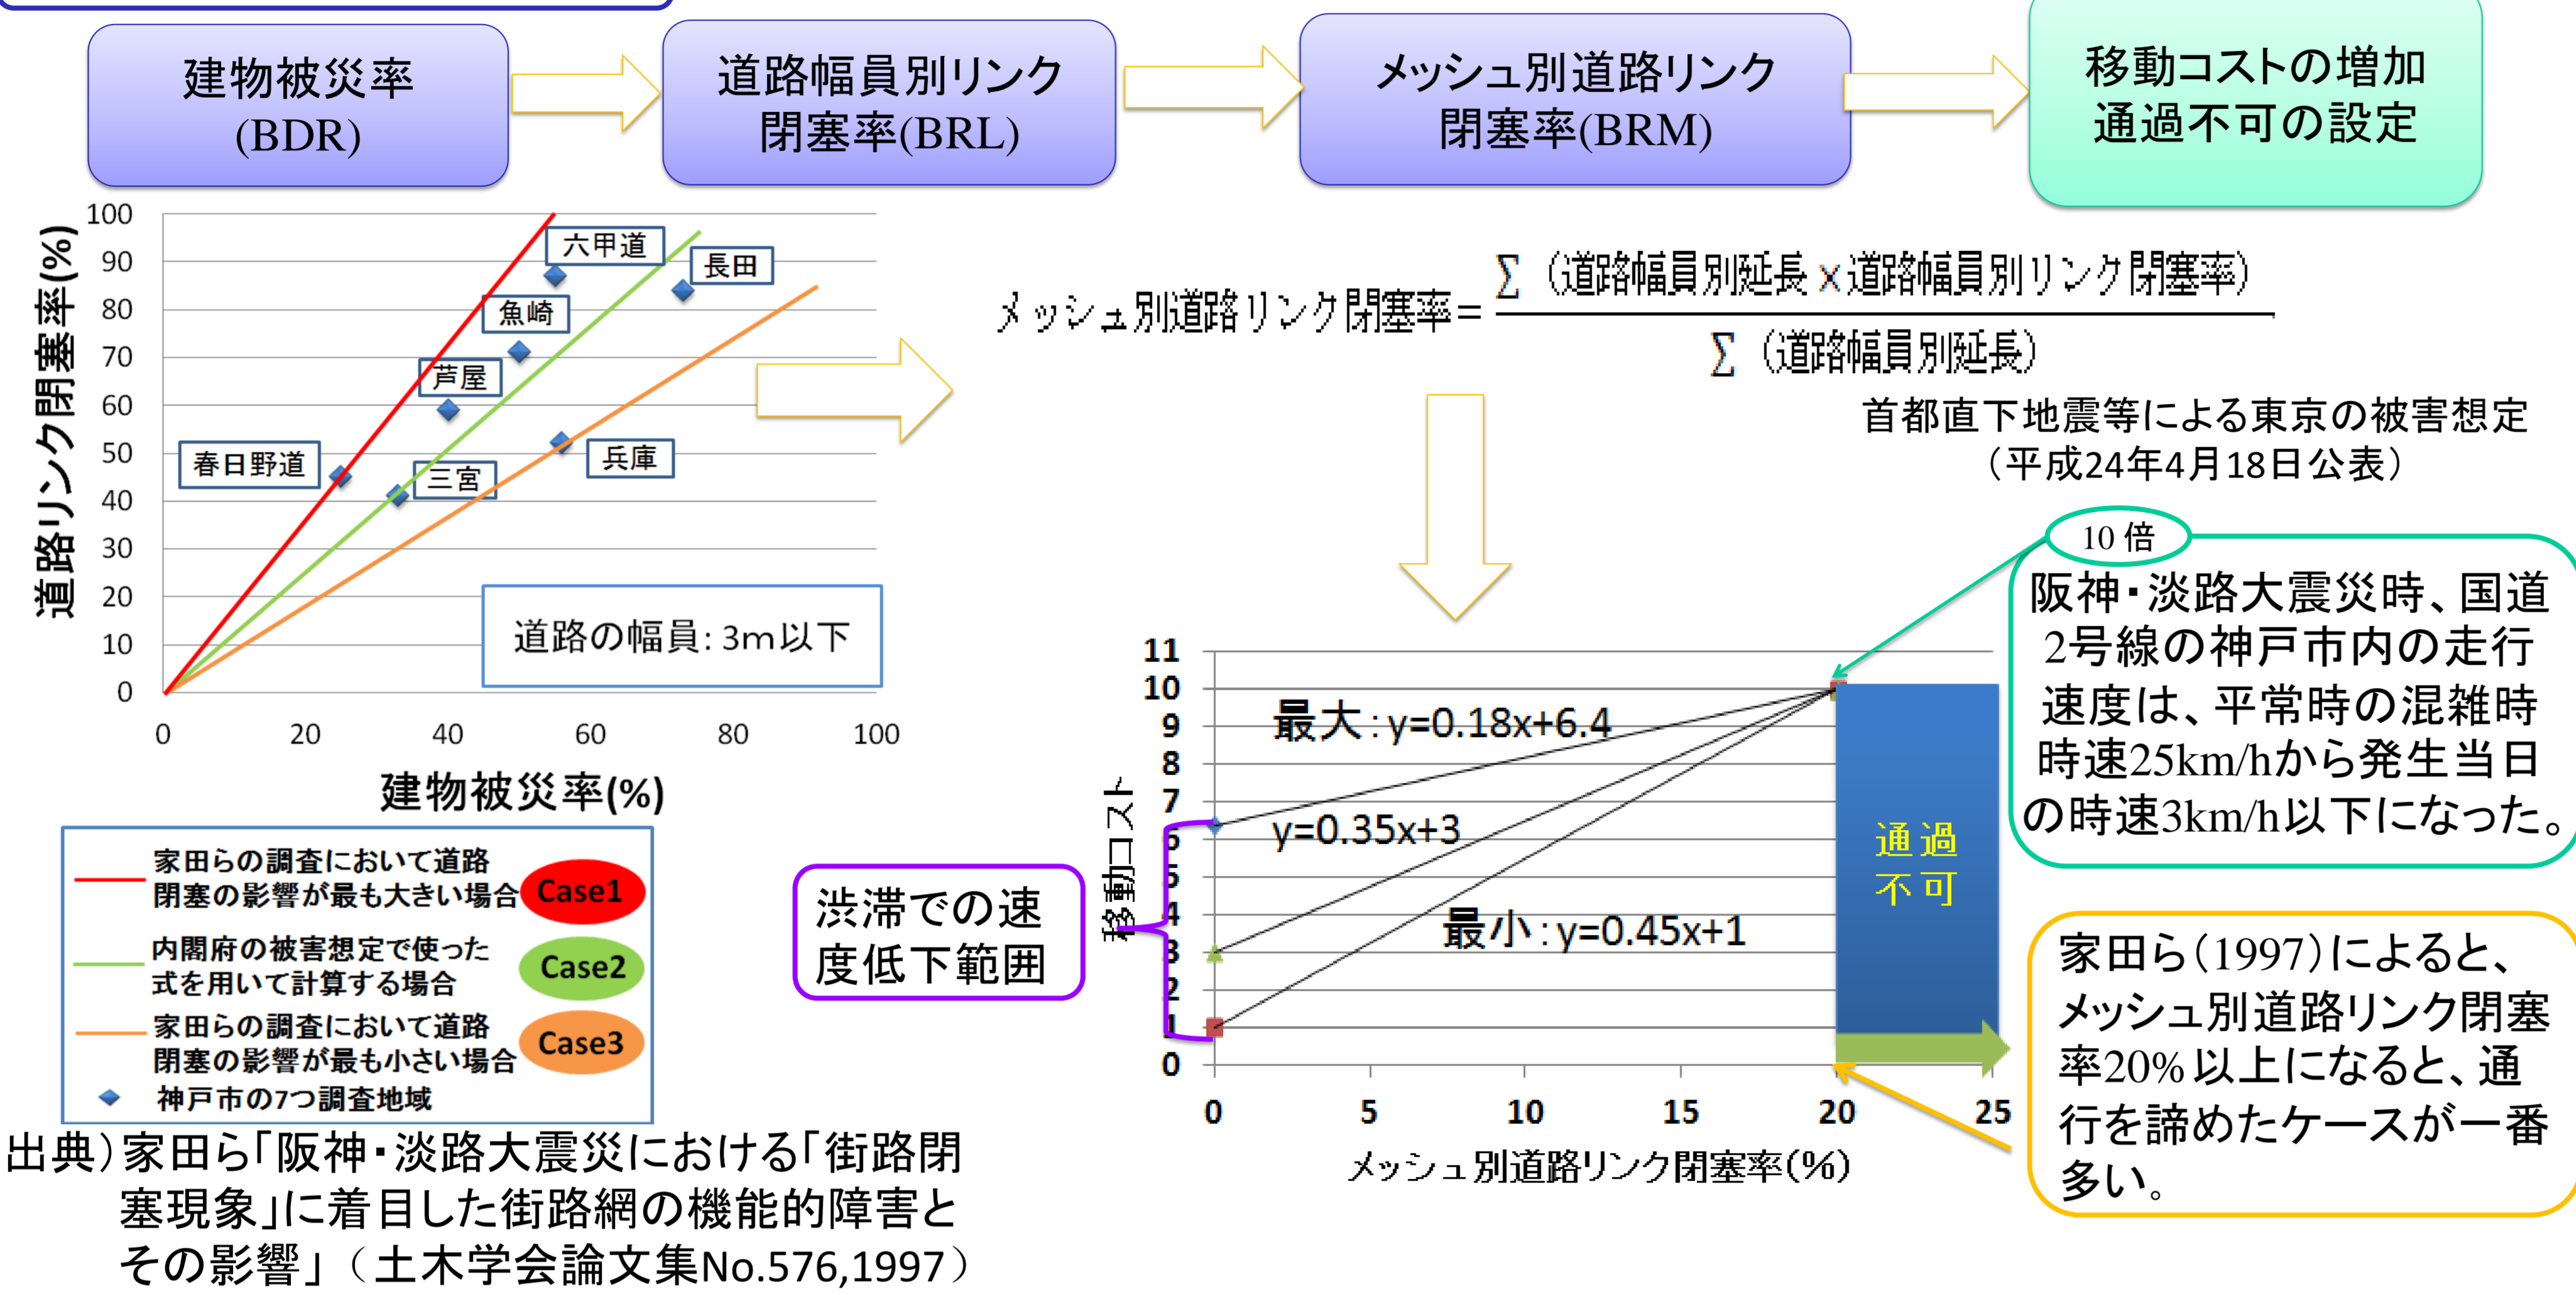 建物被災率
(BDR)
道路幅員別リンク
閉塞率(BRL)
メッシュ別道路リンク
閉塞率(BRM)
移動コストの増加
通過不可の設定
道路リンク閉塞率(%)
100
90
80
70
60
50
40
30
20
10
0
六甲道
長田
魚崎
芦屋
春日野道
三宮
兵庫
道路の幅員: 3m以下
0
20
40
60
80
100
建物被災率(%)
メッシュ別道路リンク閉塞率=
∑（道路幅員別延長×道路幅員別リンク閉塞率）
∑（道路幅員別延長）
首都直下地震等による東京の被害想定
（平成24年4月18日公表）
家田らの調査において道路
閉塞の影響が最も大きい場合
Case1
内閣府の被害想定で使った
式を用いて計算する場合
Case2
家田らの調査において道路
閉塞の影響が最も小さい場合
Case3
神戸市の7つ調査地域
出典）家田ら「阪神・淡路大震災における「街路閉
塞現象」に着目した街路網の機能的障害と
その影響」（土木学会論文集No.576,1997）
渋滞での速
度低下範囲
移動コスト
11
10
9
8
7
6
5
4
3
2
1
0
最大：y=0.18x+6.4
y=0.35x+3
最小：y=0.45x+1
通過
不可
0
5
10
15
20
25
メッシュ別道路リンク閉塞率(%)
10 倍
阪神・淡路大震災時、国道
2号線の神戸市内の走行
速度は、平常時の混雑時
時速25km/hから発生当日
の時速3km/h以下になった。
家田ら（1997）によると、
メッシュ別道路リンク閉塞
率20%以上になると、通
行を諦めたケースが一番
多い。